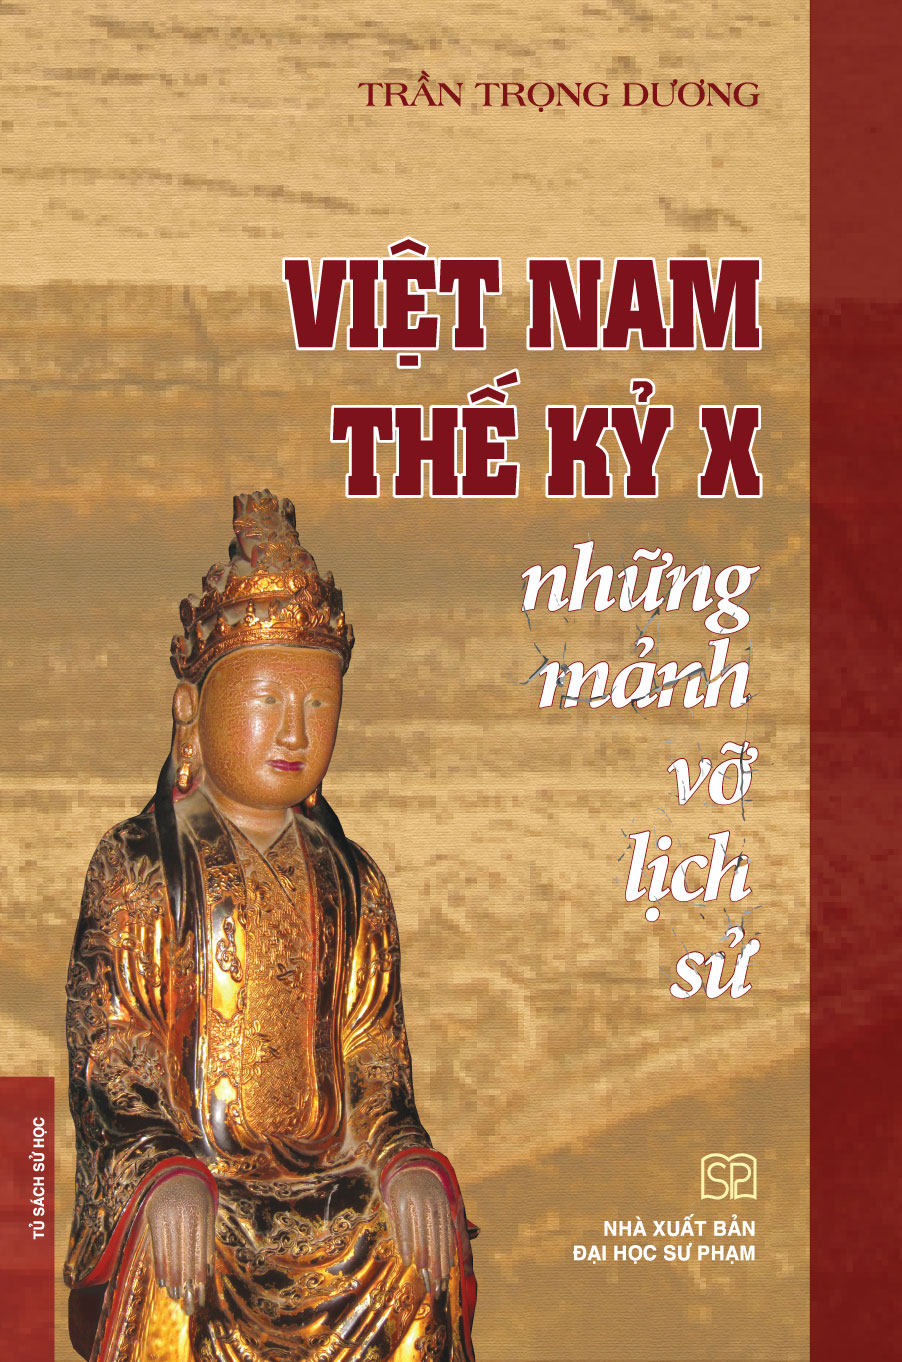 TRẦN TRỌNG DƯƠNG
VIỆT NAM
THẾ KỶ X
những
mảnh
vỡ
lịch
sử
TỦ SÁCH SỬ HỌC
SP
NHÀ XUẤT BẢN
ĐẠI HỌC SƯ PHẠM